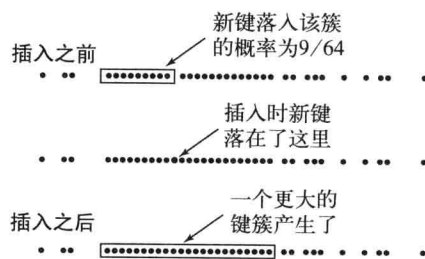 新键落入该簇
的概率为9/64
插入之前
插入时新键
落在了这里
一个更大的
键簇产生了
插入之后